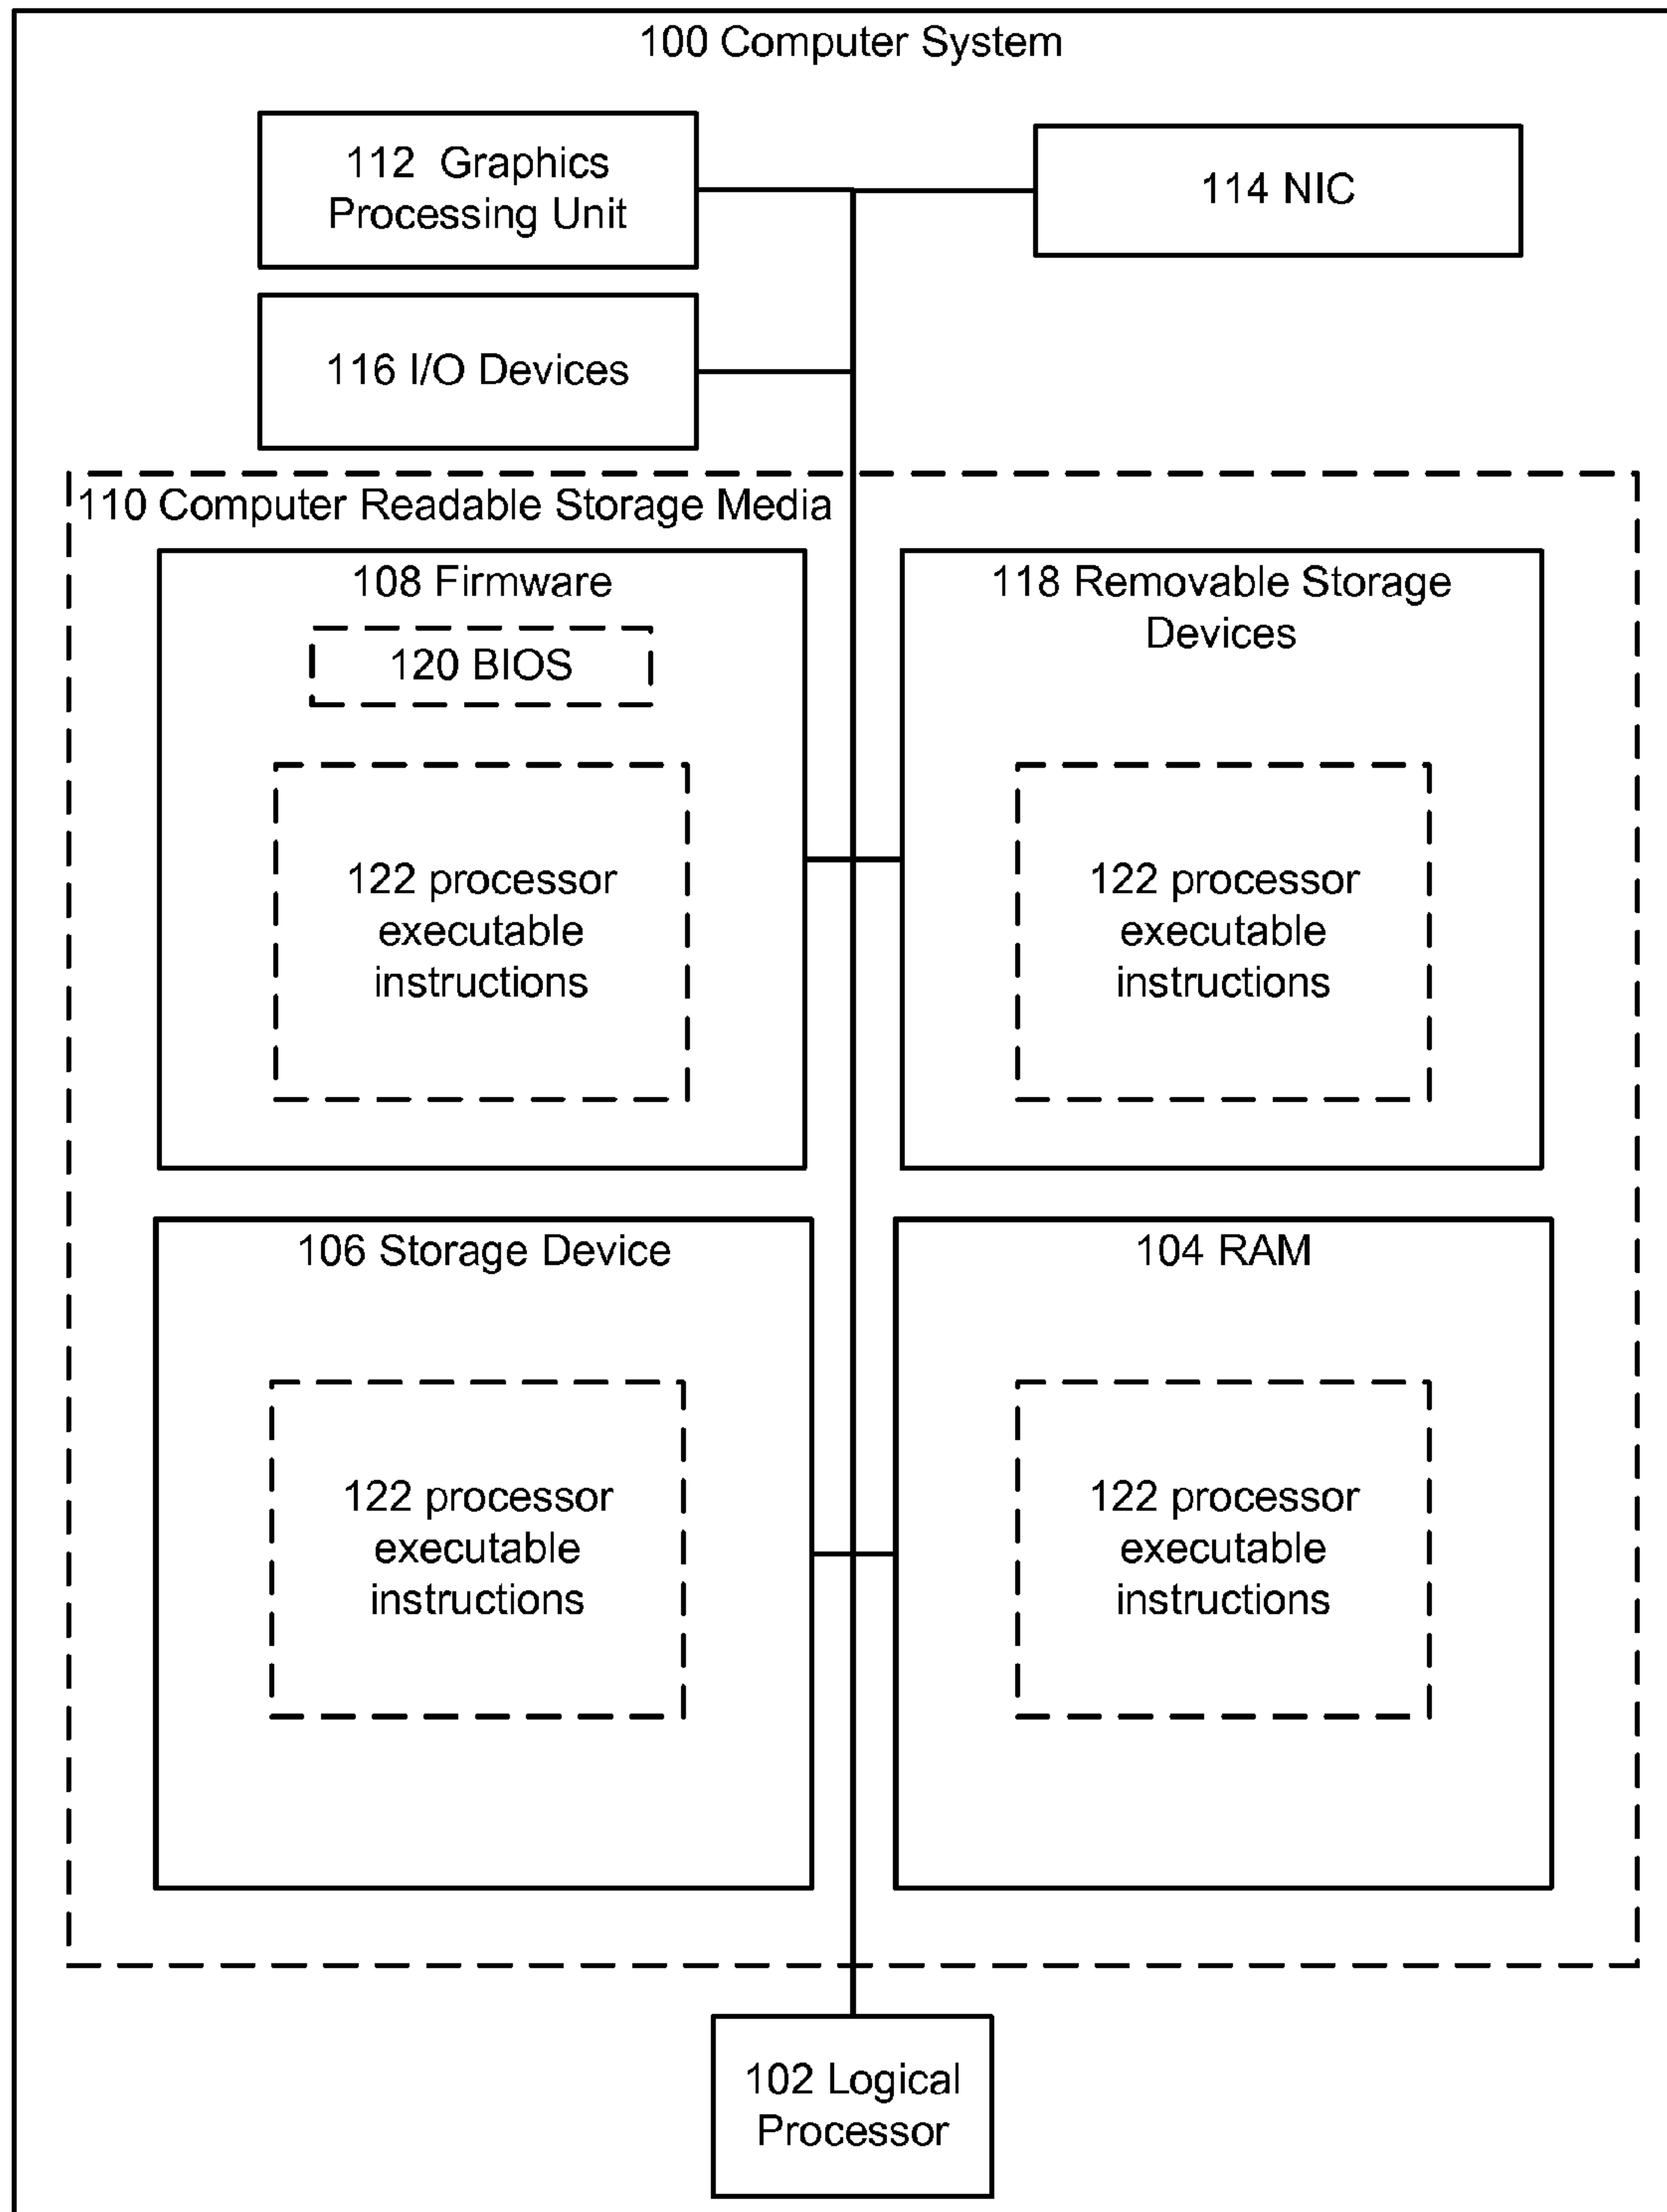 100 Computer System
112 Graphics
Processing Unit
114 NIC
116 I/O Devices
110 Computer Readable Storage Media
108 Firmware
120 BIOS
122 processor
executable
instructions
118 Removable Storage
Devices
122 processor
executable
instructions
106 Storage Device
122 processor
executable
instructions
104 RAM
122 processor
executable
instructions
102 Logical
Processor